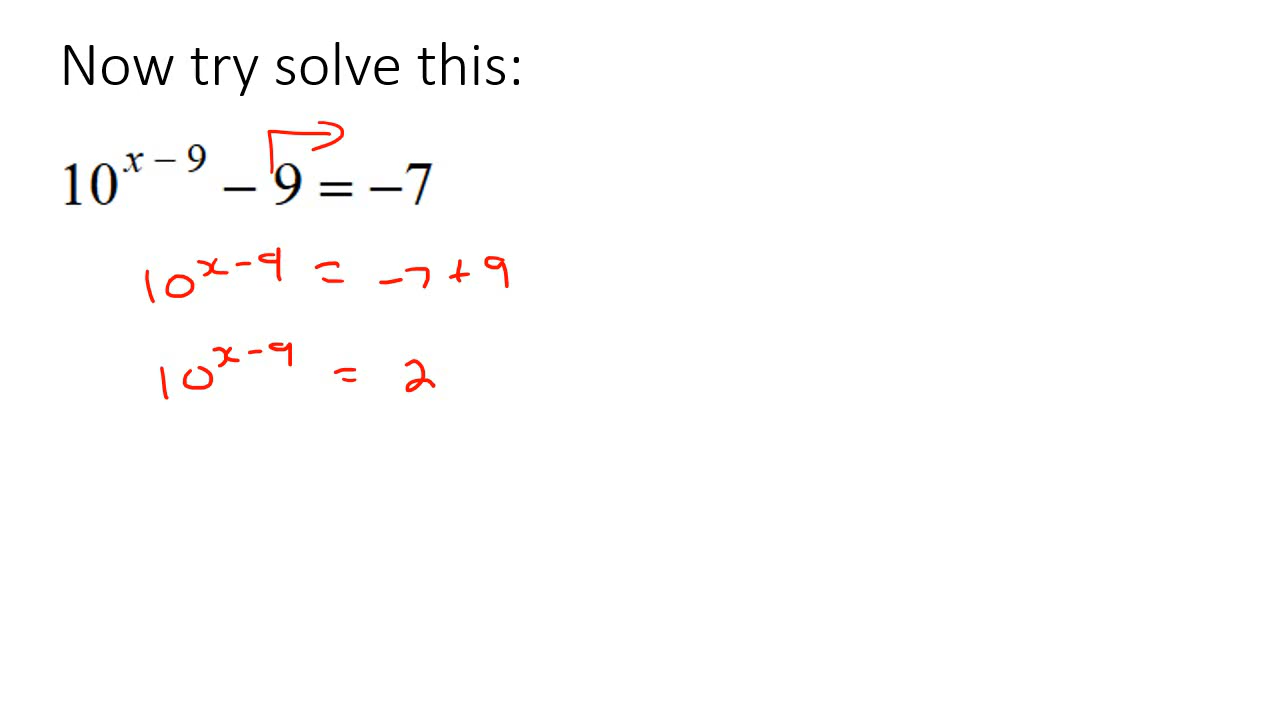 Now try solve this:
10^{x – 9} – 9 = –7
10^{x-9} = -7 + 9
10^{x-9} = 2